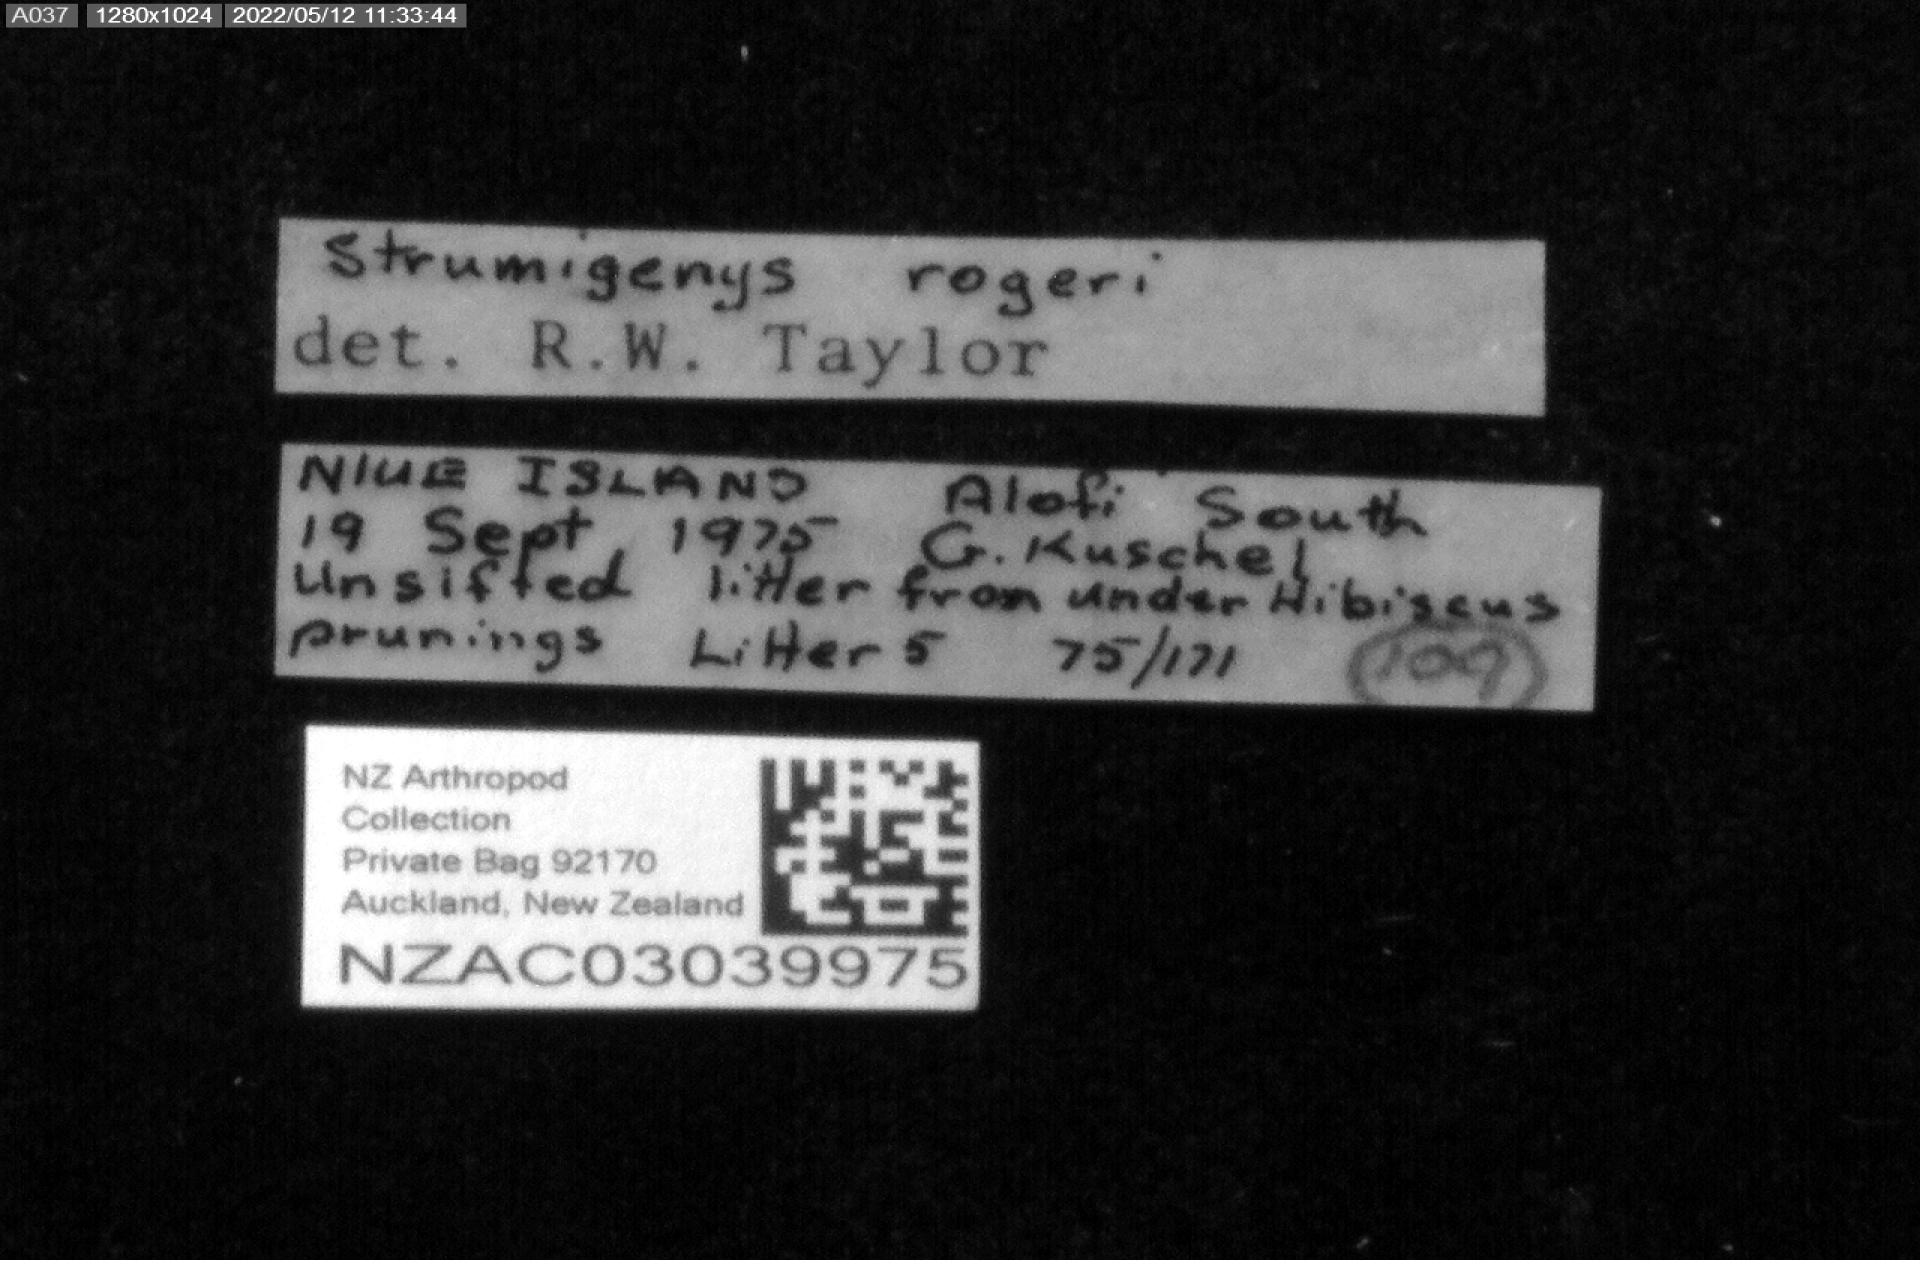 A037 1280x1024 2022/05/12 11:33:44
Strumigenys rogeri
det. R.W. Taylor
NIUE ISLAND Alofi South
19 Sept 1975 G. Kuschel
Unsifted litter from under Hibiscus
prunings Litter 5 75/171 109
NZ Arthropod
Collection
Private Bag 92170
Auckland, New Zealand
NZAC03039975